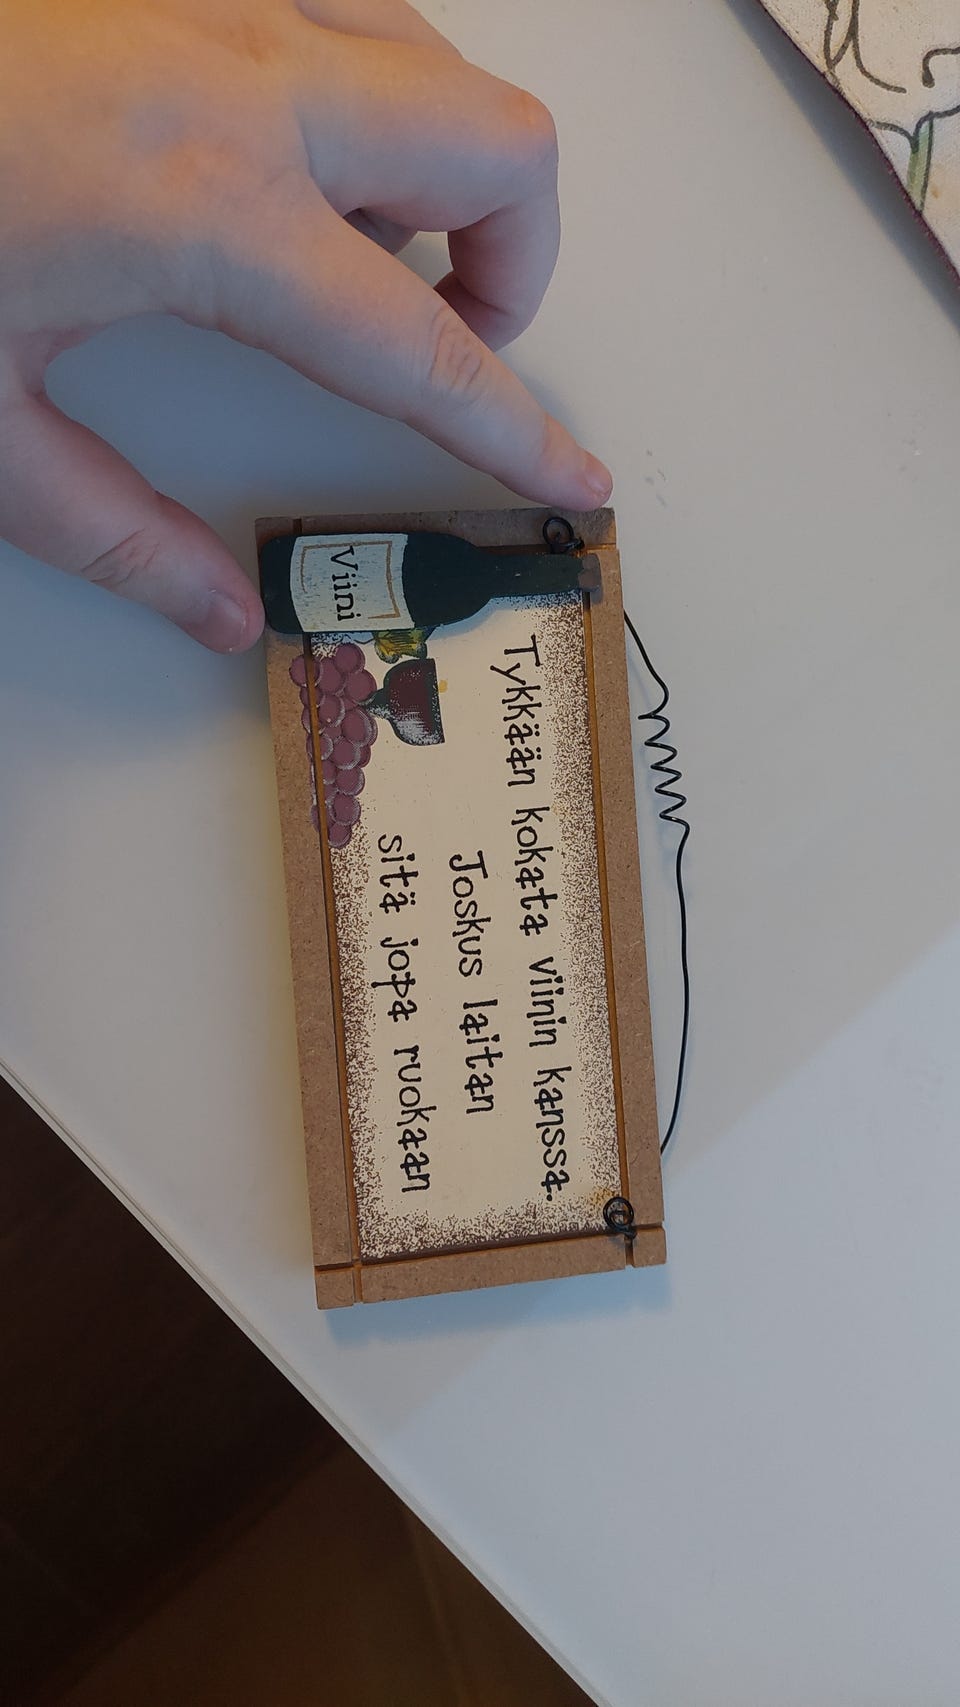 Tykkään kokata viinin kanssa.
Joskus laitan
sitä jopa ruokaan
Viini